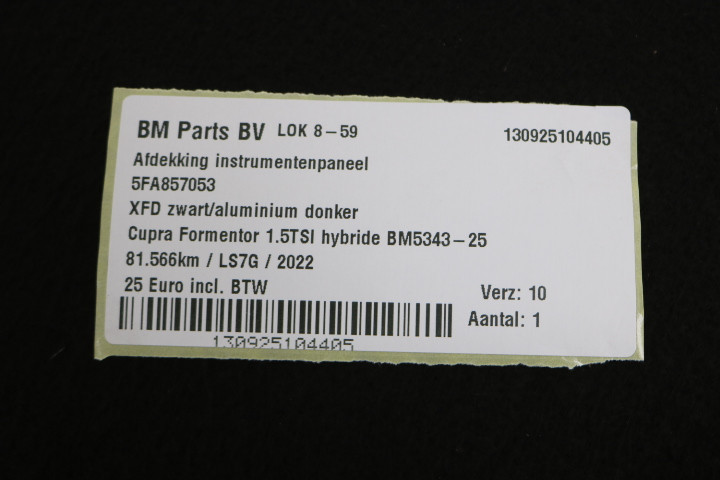 BM Parts BV LOK 8-59 130925104405
Afdekking instrumentenpaneel
5FA857053
XFD zwart/aluminium donker
Cupra Formentor 1.5TSI hybride BM5343-25
81.566km / LS7G / 2022
25 Euro incl. BTW Verz: 10
Aantal: 1
130925104405